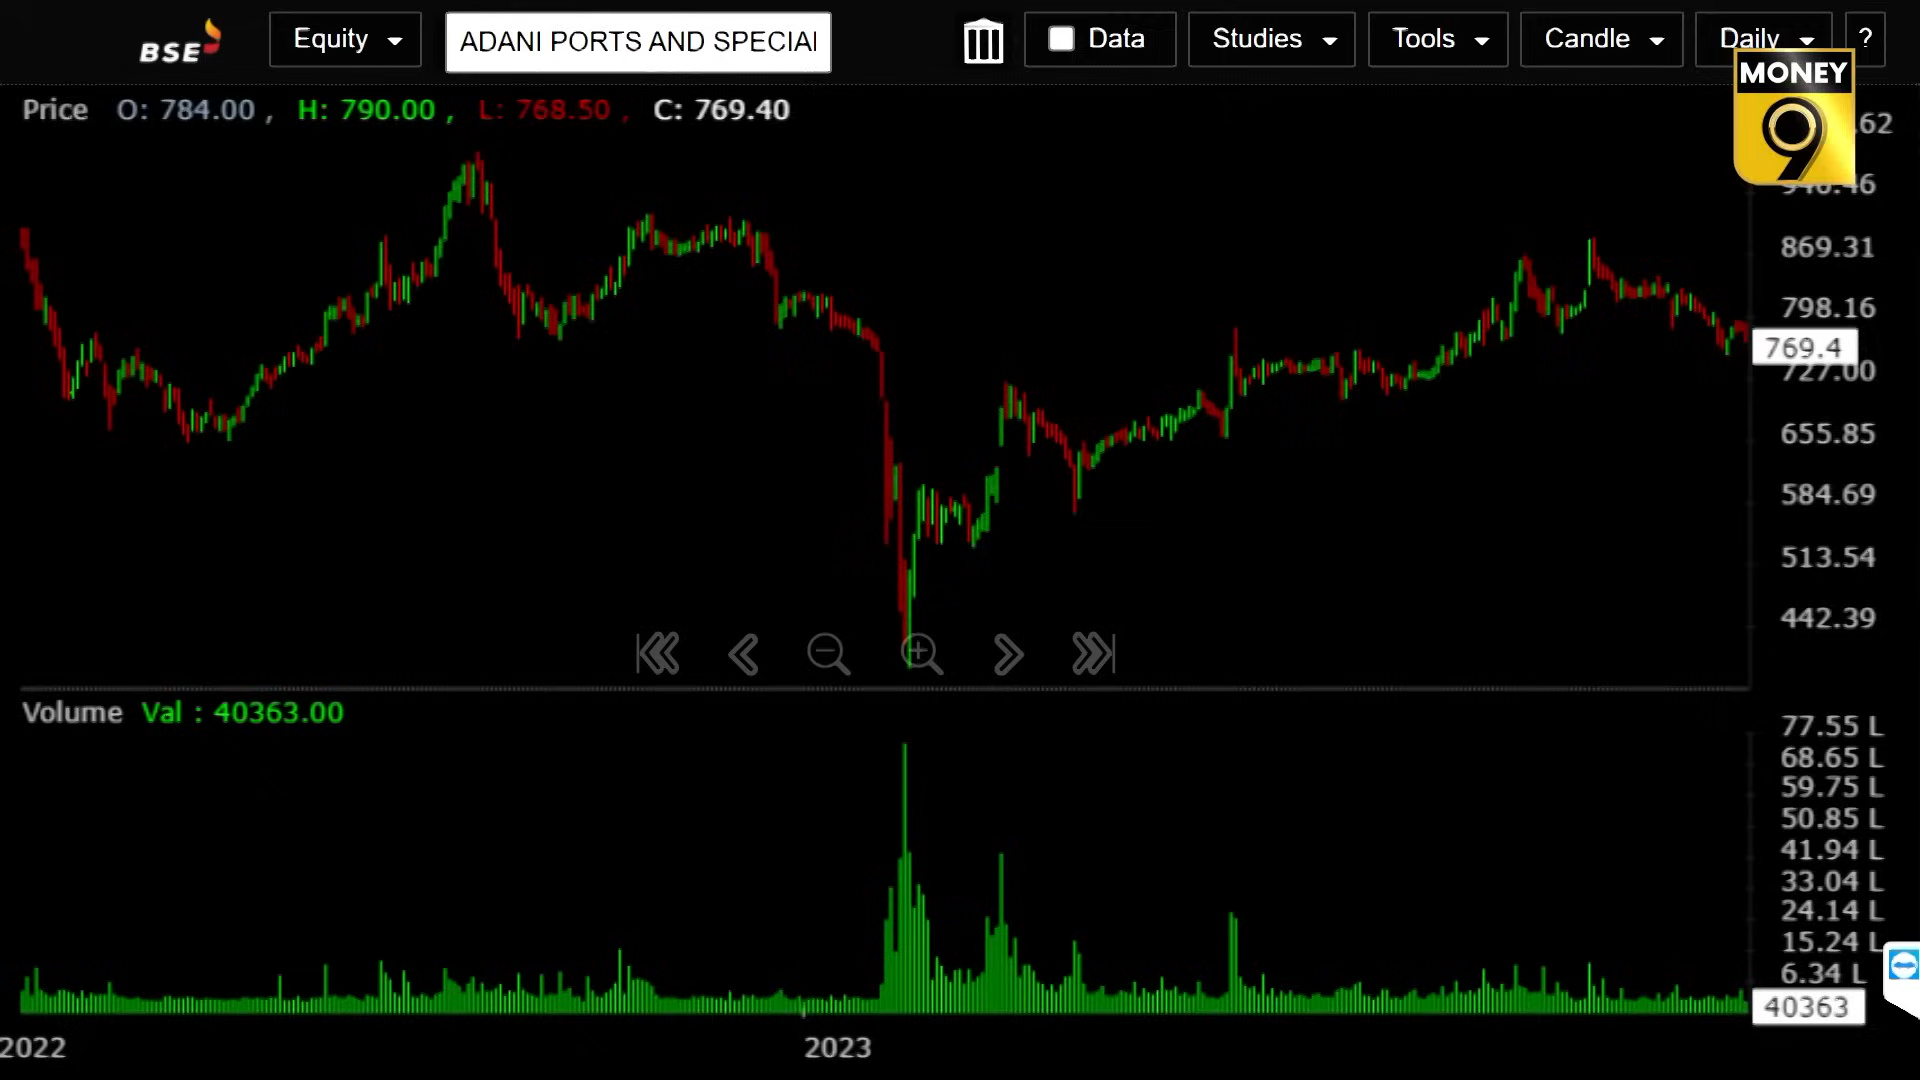 BSE Equity ADANI PORTS AND SPECIAL Data Studies Tools Candle Daily ?
MONEY
9
Price O: 784.00 , H: 790.00 , L: 768.50 , C: 769.40
.62
940.46
869.31
798.16
769.4
727.00
655.85
584.69
513.54
442.39
Volume Val : 40363.00
77.55 L
68.65 L
59.75 L
50.85 L
41.94 L
33.04 L
24.14 L
15.24 L
6.34 L
40363
2022 2023